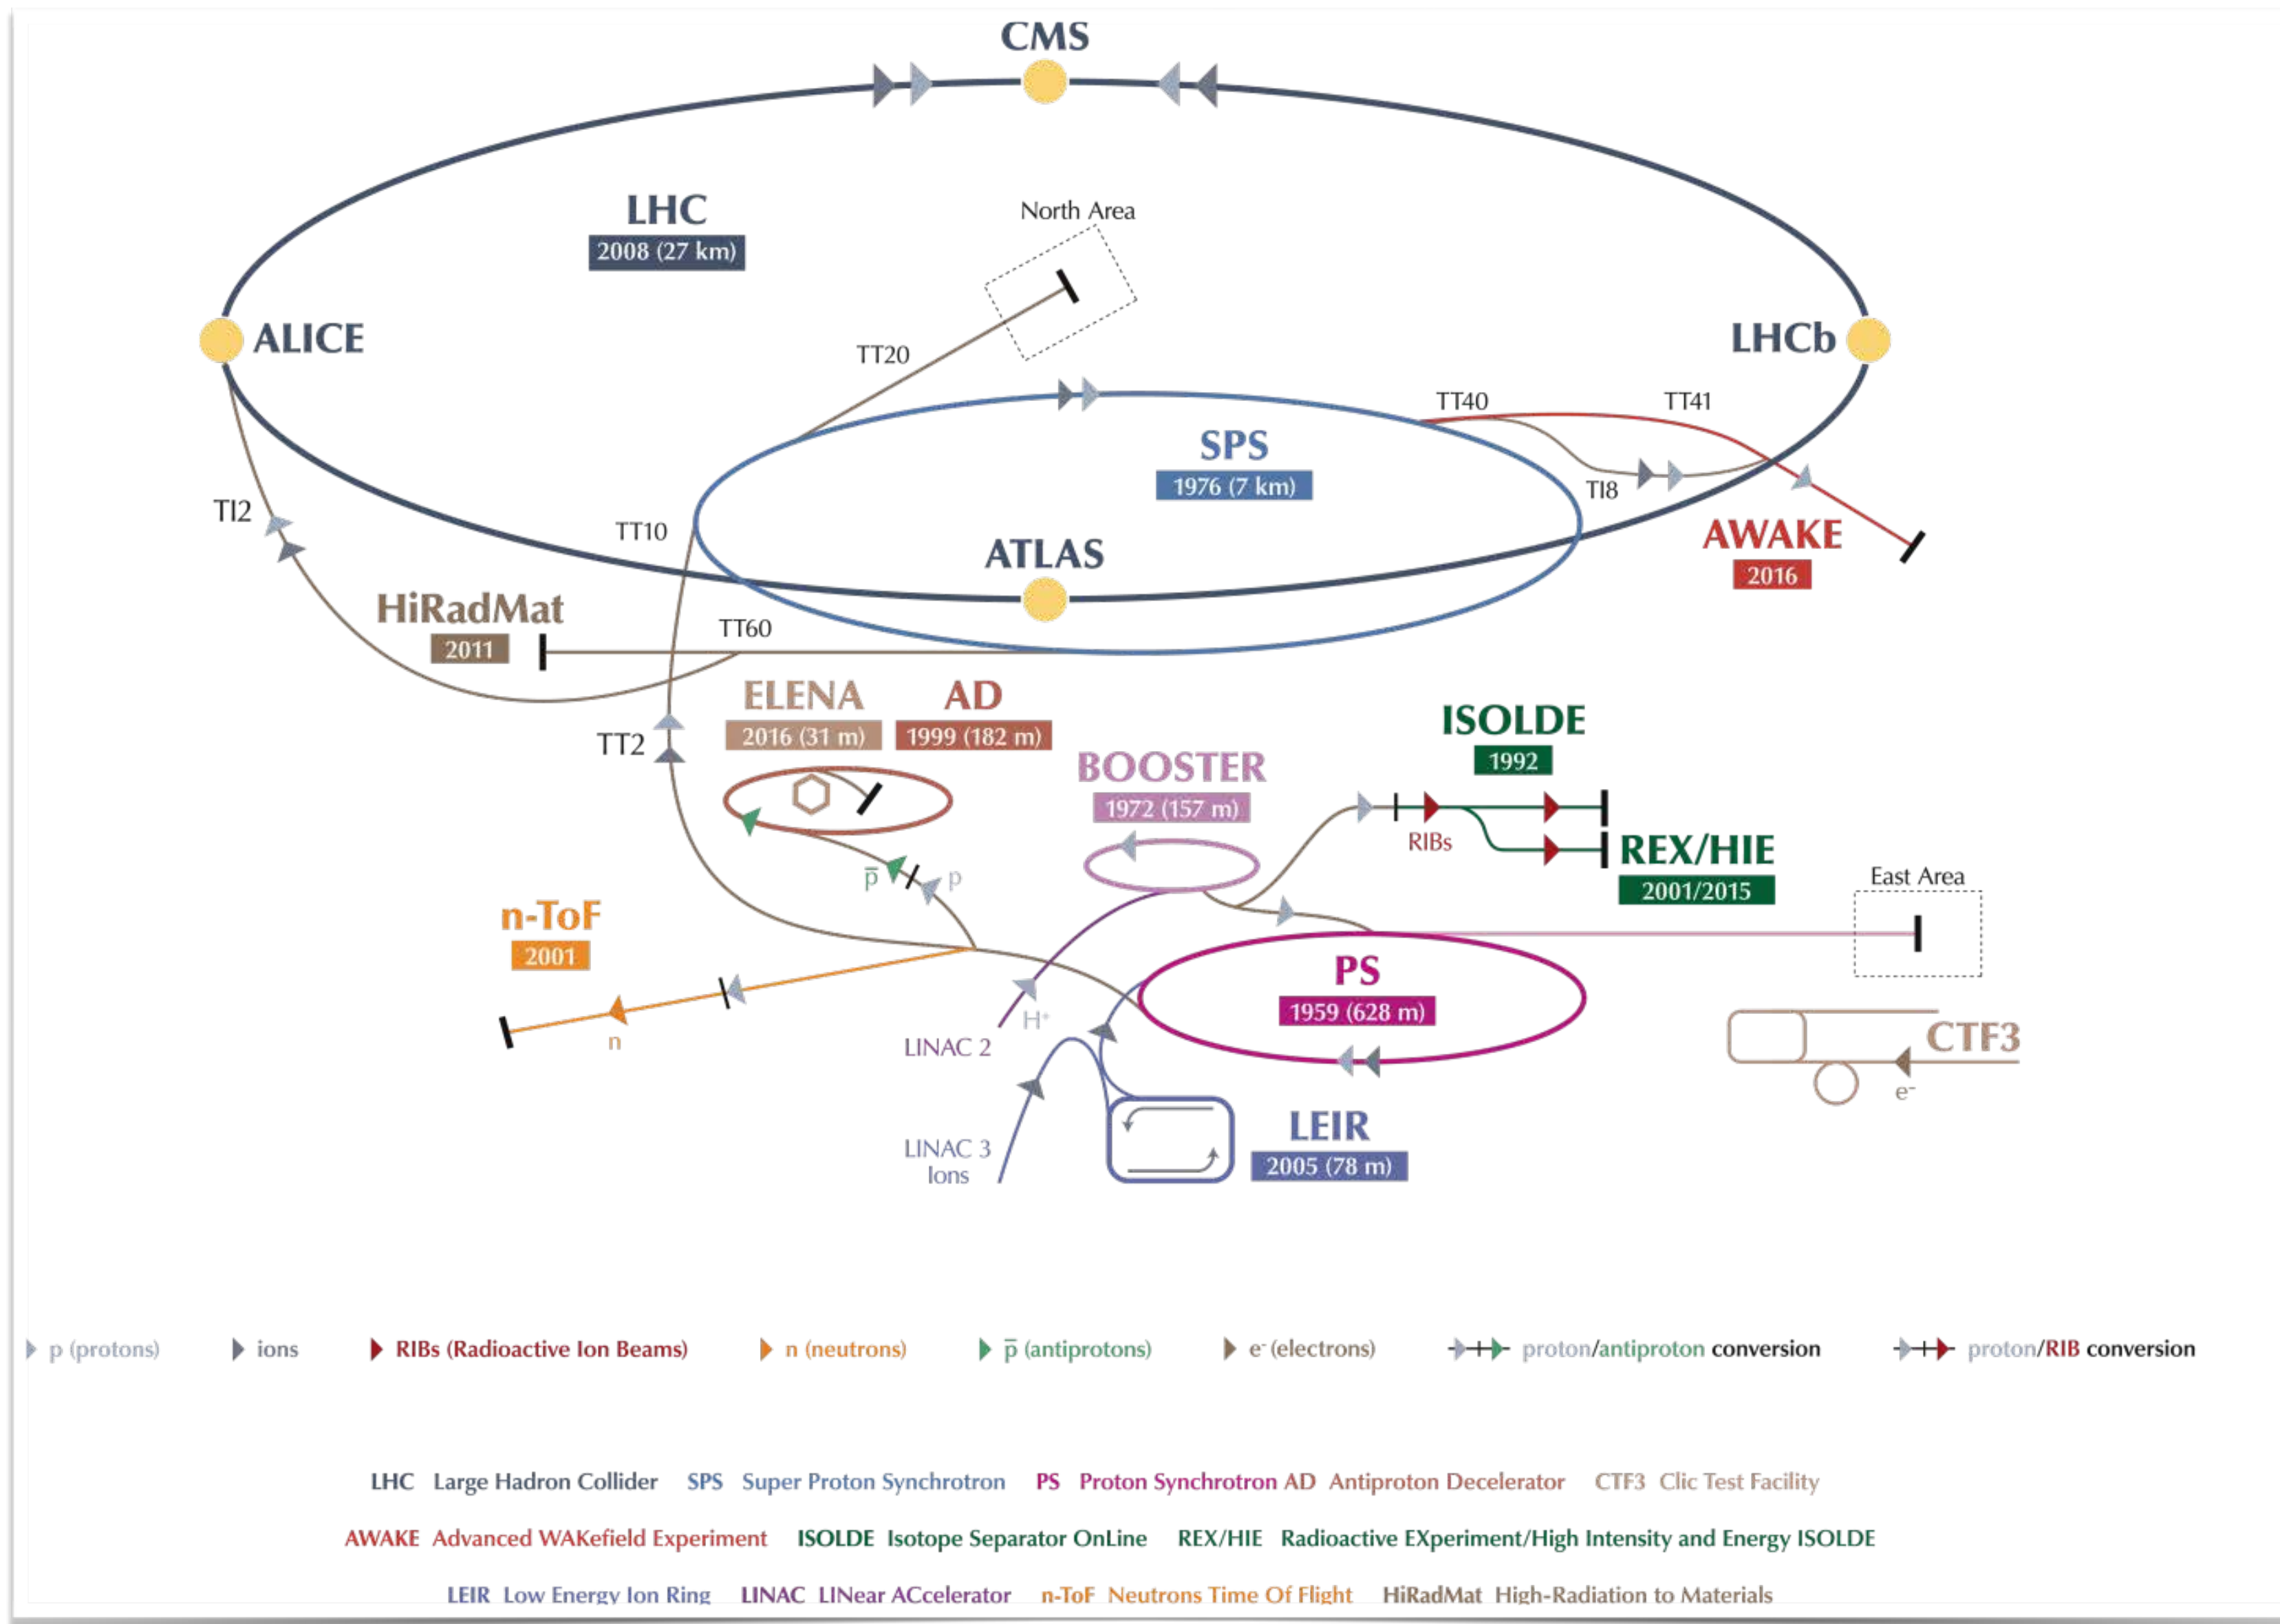 CMS
LHC
2008 (27 km)
North Area
ALICE
LHCb
TT20
TT40
TT41
SPS
1976 (7 km)
TI8
TI2
TT10
ATLAS
AWAKE
2016
HiRadMat
2011
TT60
ELENA
2016 (31 m)
AD
1999 (182 m)
TT2
ISOLDE
1992
BOOSTER
1972 (157 m)
RIBs
REX/HIE
2001/2015
p̅
p
East Area
n-ToF
2001
PS
1959 (628 m)
H⁺
LINAC 2
n
CTF3
e⁻
LEIR
2005 (78 m)
LINAC 3
Ions
p (protons) ions RIBs (Radioactive Ion Beams) n (neutrons) p̅ (antiprotons) e⁻ (electrons) proton/antiproton conversion proton/RIB conversion
LHC Large Hadron Collider SPS Super Proton Synchrotron PS Proton Synchrotron AD Antiproton Decelerator CTF3 Clic Test Facility
AWAKE Advanced WAKefield Experiment ISOLDE Isotope Separator OnLine REX/HIE Radioactive EXperiment/High Intensity and Energy ISOLDE
LEIR Low Energy Ion Ring LINAC LINear ACcelerator n-ToF Neutrons Time Of Flight HiRadMat High-Radiation to Materials